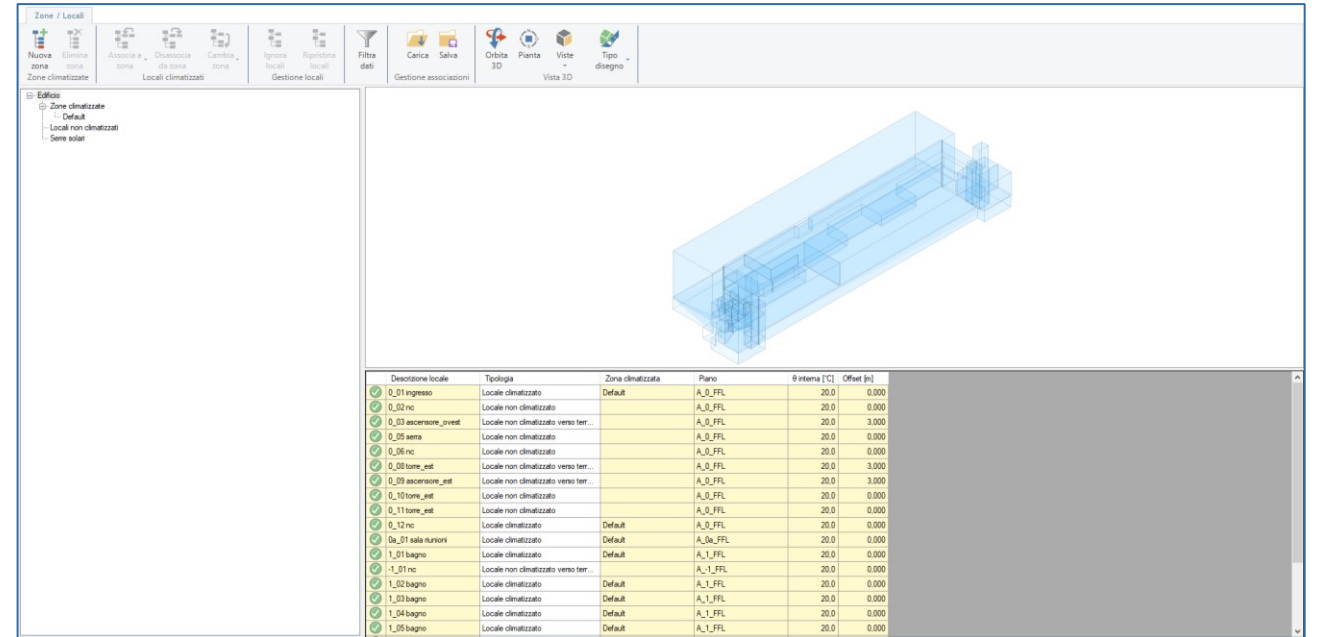 Zone / Locali
Nuova zona
Elimina zona
Associa a zona
Disassocia da zona
Cambia zona
Ignora locali
Ripristina locali
Filtra dati
Carica
Salva
Orbita 3D
Pianta
Viste
Tipo disegno
Zone climatizzate
Locali climatizzati
Gestione locali
Gestione associazioni
Vista 3D
Edificio
Zone climatizzate
Default
Locali non climatizzati
Serre solari
Descrizione locale Tipologia Zona climatizzata Piano θ interna [°C] Offset [m]
0_01 ingresso Locale climatizzato Default A_0_FFL 20,0 0,000
0_02 nc Locale non climatizzato A_0_FFL 20,0 0,000
0_03 ascensore_ovest Locale non climatizzato verso terr... A_0_FFL 20,0 3,000
0_05 serra Locale non climatizzato A_0_FFL 20,0 0,000
0_06 nc Locale non climatizzato A_0_FFL 20,0 0,000
0_08 torre_est Locale non climatizzato verso terr... A_0_FFL 20,0 3,000
0_09 ascensore_est Locale non climatizzato verso terr... A_0_FFL 20,0 3,000
0_10 torre_est Locale non climatizzato A_0_FFL 20,0 0,000
0_11 torre_est Locale non climatizzato A_0_FFL 20,0 0,000
0_12 nc Locale climatizzato Default A_0_FFL 20,0 0,000
0a_01 sala riunioni Locale climatizzato Default A_0a_FFL 20,0 0,000
1_01 bagno Locale climatizzato Default A_1_FFL 20,0 0,000
-1_01 nc Locale non climatizzato verso terr... A_-1_FFL 20,0 0,000
1_02 bagno Locale climatizzato Default A_1_FFL 20,0 0,000
1_03 bagno Locale climatizzato Default A_1_FFL 20,0 0,000
1_04 bagno Locale climatizzato Default A_1_FFL 20,0 0,000
1_05 bagno Locale climatizzato Default A_1_FFL 20,0 0,000